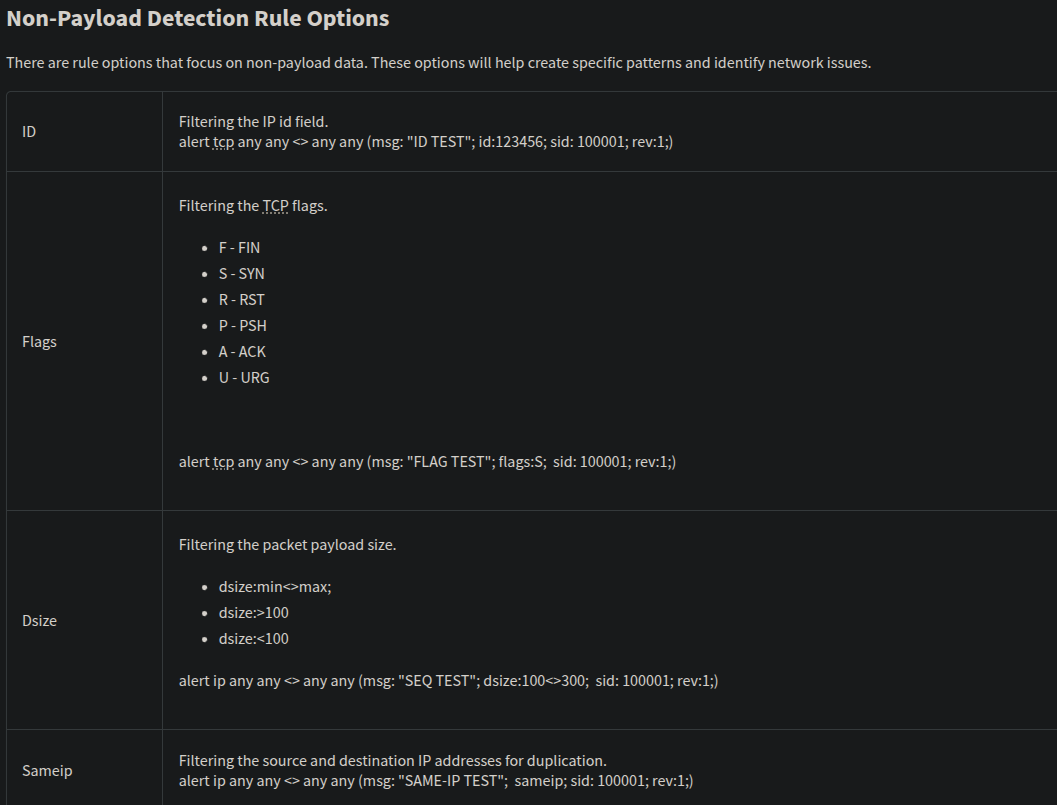 Non-Payload Detection Rule Options
There are rule options that focus on non-payload data. These options will help create specific patterns and identify network issues.
ID
Filtering the IP id field.
alert tcp any any <> any any (msg: "ID TEST"; id:123456; sid: 100001; rev:1;)
Flags
Filtering the TCP flags.
• F - FIN
• S - SYN
• R - RST
• P - PSH
• A - ACK
• U - URG
alert tcp any any <> any any (msg: "FLAG TEST"; flags:S;  sid: 100001; rev:1;)
Dsize
Filtering the packet payload size.
• dsize:min<>max;
• dsize:>100
• dsize:<100
alert ip any any <> any any (msg: "SEQ TEST"; dsize:100<>300;  sid: 100001; rev:1;)
Sameip
Filtering the source and destination IP addresses for duplication.
alert ip any any <> any any (msg: "SAME-IP TEST";  sameip; sid: 100001; rev:1;)